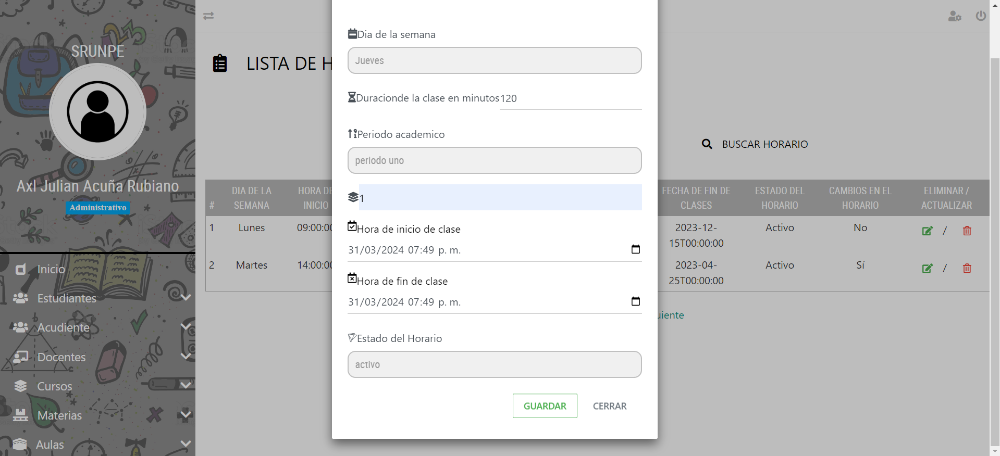 SRUNPE
Axl Julian Acuña Rubiano
Administrativo
Inicio
Estudiantes
Acudiente
Docentes
Cursos
Materias
Aulas
LISTA DE H
BUSCAR HORARIO
# DIA DE LA SEMANA HORA DE INICIO FECHA DE FIN DE CLASES ESTADO DEL HORARIO CAMBIOS EN EL HORARIO ELIMINAR / ACTUALIZAR
1 Lunes 09:00:00 2023-12-15T00:00:00 Activo No /
2 Martes 14:00:00 2023-04-25T00:00:00 Activo Sí /
uiente
Dia de la semana
Jueves
Duracionde la clase en minutos 120
Periodo academico
periodo uno
1
Hora de inicio de clase
31/03/2024 07:49 p. m.
Hora de fin de clase
31/03/2024 07:49 p. m.
Estado del Horario
activo
GUARDAR CERRAR